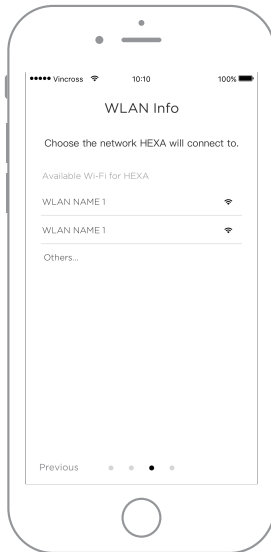 Vincross 10:10 100%
WLAN Info
Choose the network HEXA will connect to.
Available Wi-Fi for HEXA
WLAN NAME 1
WLAN NAME 1
Others...
Previous